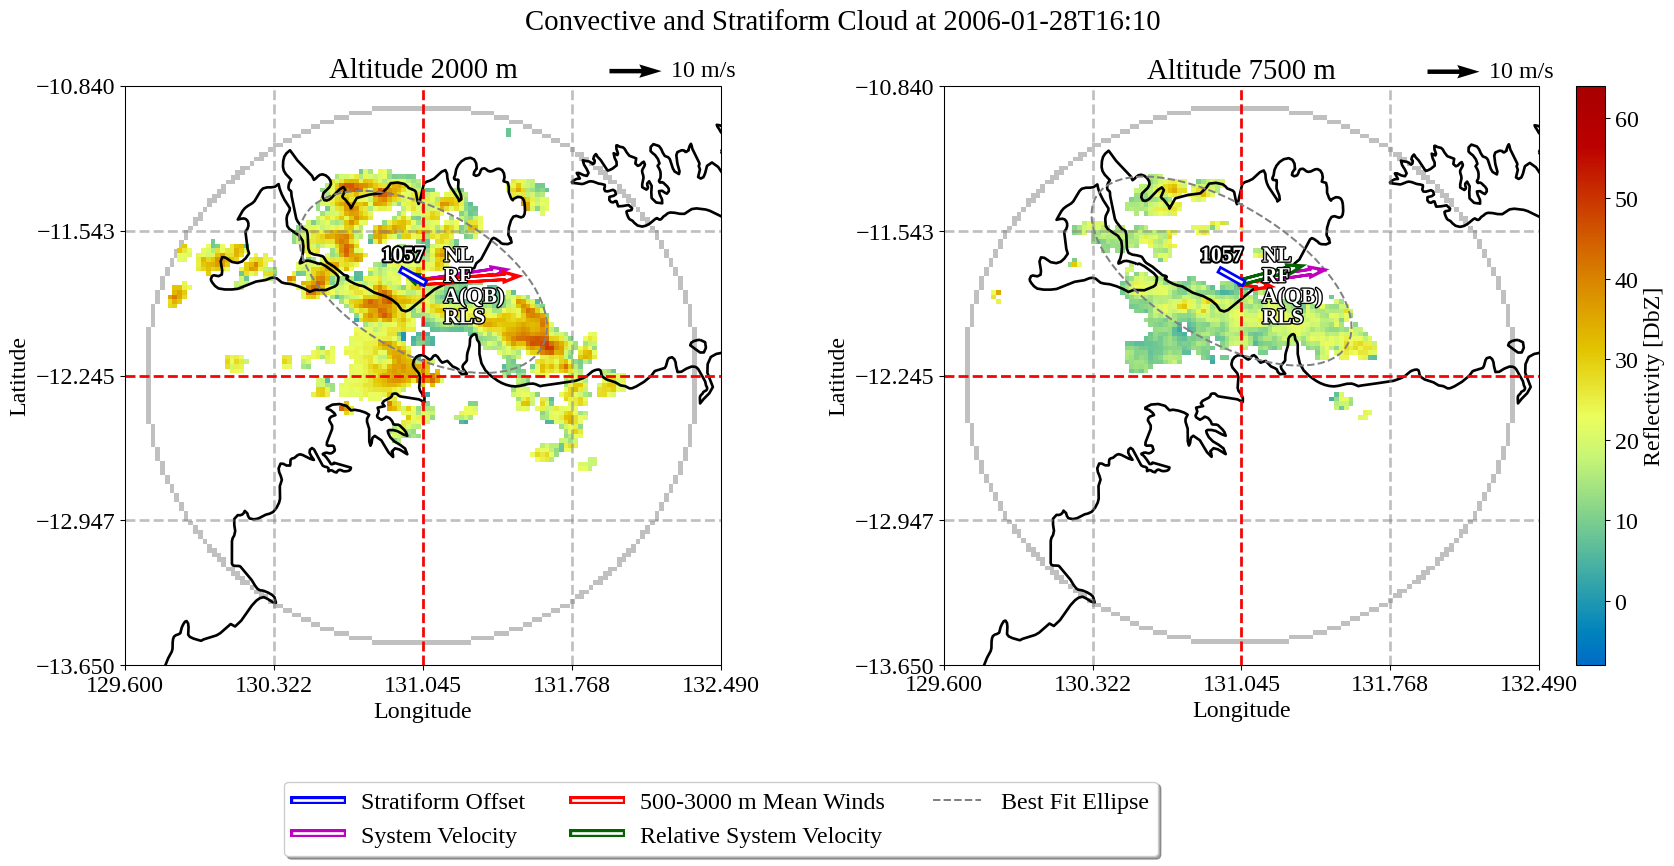 Convective and Stratiform Cloud at 2006-01-28T16:10
Altitude 2000 m
10 m/s
Altitude 7500 m
10 m/s
−10.840
−11.543
−12.245
−12.947
−13.650
129.600
130.322
131.045
131.768
132.490
Latitude
Longitude
1057
NL
RF
A(QB)
RLS
−10.840
−11.543
−12.245
−12.947
−13.650
129.600
130.322
131.045
131.768
132.490
Latitude
Longitude
1057
NL
RF
A(QB)
RLS
60
50
40
30
20
10
0
Reflectivity [DbZ]
Stratiform Offset
System Velocity
500-3000 m Mean Winds
Relative System Velocity
Best Fit Ellipse